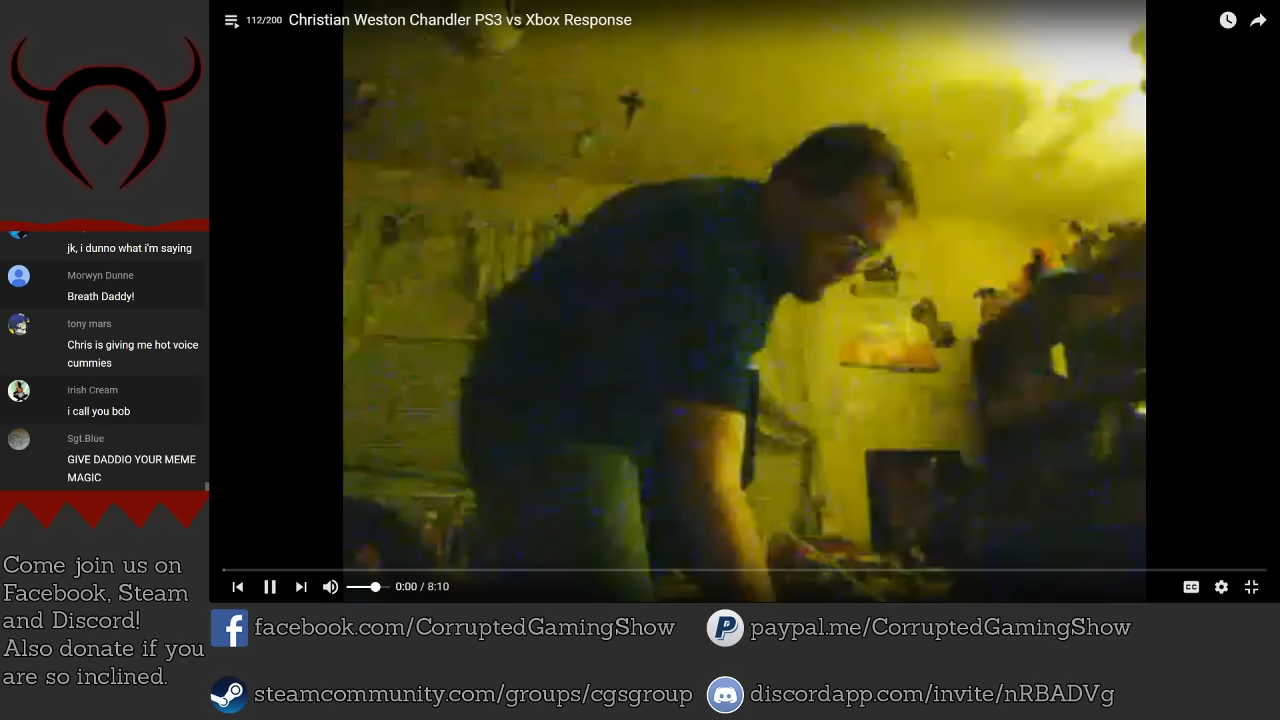 112/200 Christian Weston Chandler PS3 vs Xbox Response
jk, i dunno what i'm saying
Morwyn Dunne
Breath Daddy!
tony mars
Chris is giving me hot voice
cummies
Irish Cream
i call you bob
Sgt.Blue
GIVE DADDIO YOUR MEME
MAGIC
Come join us on
Facebook, Steam
and Discord!
Also donate if you
are so inclined.
0:00 / 8:10
CC
facebook.com/CorruptedGamingShow
paypal.me/CorruptedGamingShow
steamcommunity.com/groups/cgsgroup
discordapp.com/invite/nRBADVg